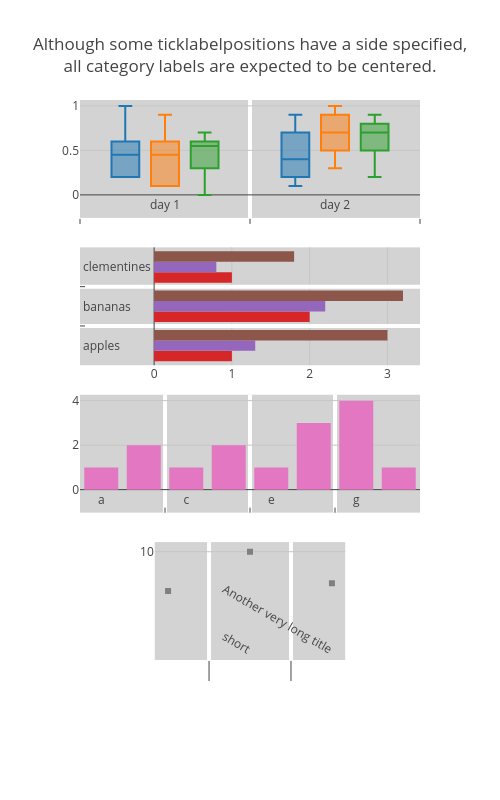 Although some ticklabelpositions have a side specified,
all category labels are expected to be centered.
1
0.5
0
day 1 day 2
clementines
bananas
apples
0 1 2 3
4
2
0
a c e g
10
Another very long title
short